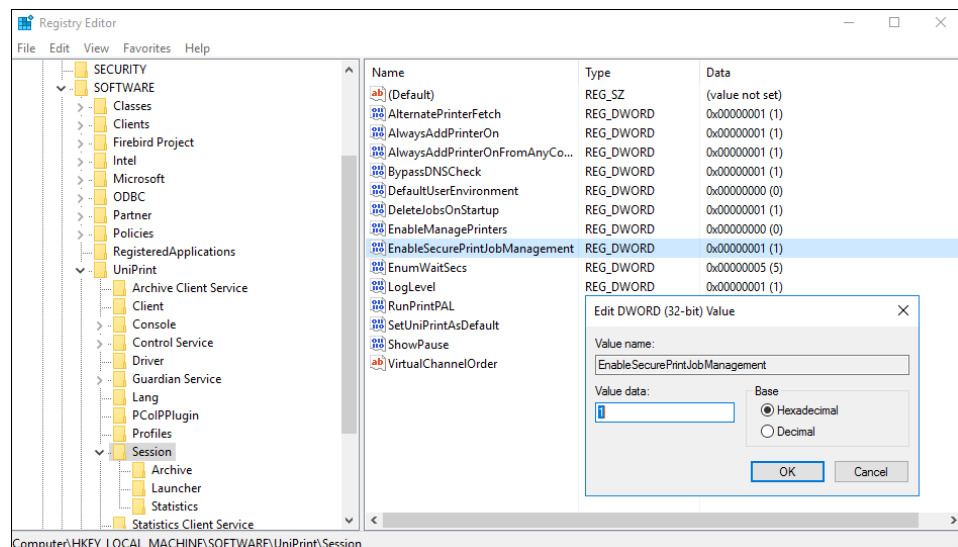 Registry Editor
File Edit View Favorites Help
SECURITY
SOFTWARE
Classes
Clients
Firebird Project
Intel
Microsoft
ODBC
Partner
Policies
RegisteredApplications
UniPrint
Archive Client Service
Client
Console
Control Service
Driver
Guardian Service
Lang
PCoIPPlugin
Profiles
Session
Archive
Launcher
Statistics
Statistics Client Service
Name Type Data
(Default) REG_SZ (value not set)
AlternatePrinterFetch REG_DWORD 0x00000001 (1)
AlwaysAddPrinterOn REG_DWORD 0x00000001 (1)
AlwaysAddPrinterOnFromAnyCo... REG_DWORD 0x00000001 (1)
BypassDNSCheck REG_DWORD 0x00000001 (1)
DefaultUserEnvironment REG_DWORD 0x00000000 (0)
DeleteJobsOnStartup REG_DWORD 0x00000001 (1)
EnableManagePrinters REG_DWORD 0x00000000 (0)
EnableSecurePrintJobManagement REG_DWORD 0x00000001 (1)
EnumWaitSecs REG_DWORD 0x00000005 (5)
LogLevel REG_DWORD 0x00000001 (1)
RunPrintPAL
SetUniPrintAsDefault
ShowPause
VirtualChannelOrder
Edit DWORD (32-bit) Value
Value name:
EnableSecurePrintJobManagement
Value data:
1
Base
Hexadecimal
Decimal
OK Cancel
Computer\HKEY_LOCAL_MACHINE\SOFTWARE\UniPrint\Session